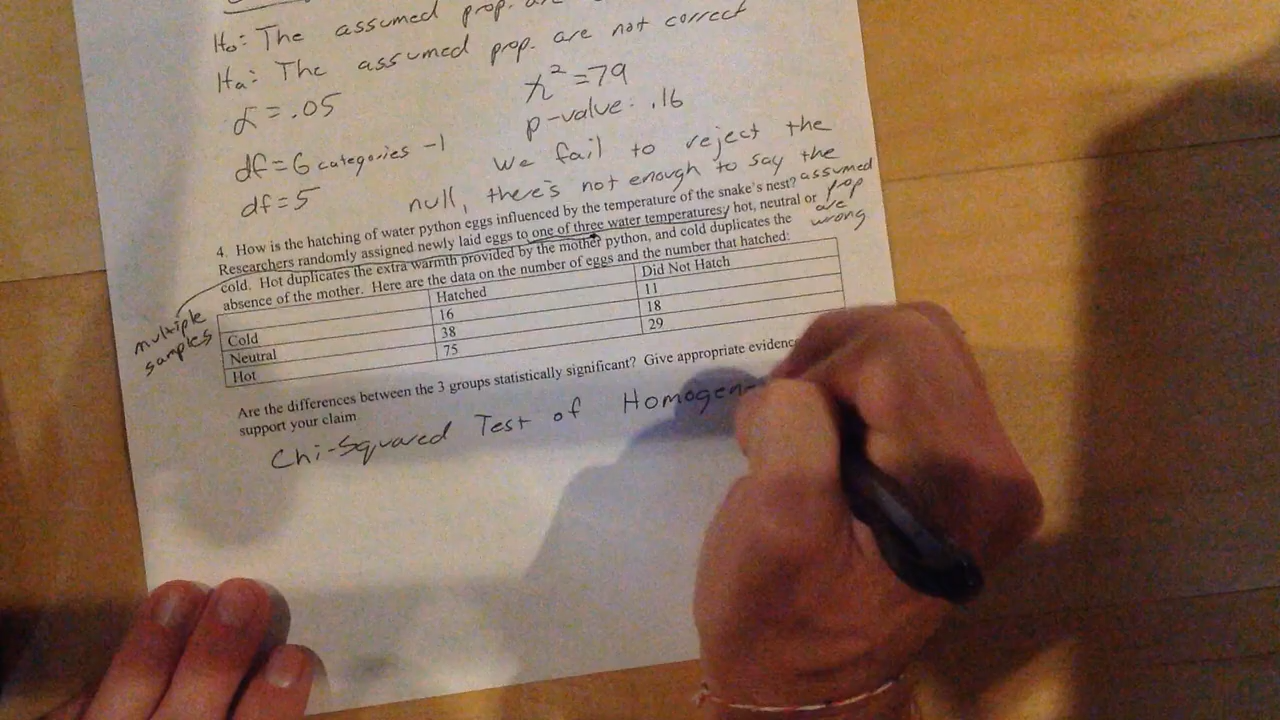 Ho: The assumed prop. are
Ha: The assumed prop. are not correct
α = .05
χ² = 79
p-value: .16
df = 6 categories -1
df = 5
we fail to reject the
null, there's not enough to say the
assumed
prop
are
wrong
4. How is the hatching of water python eggs influenced by the temperature of the snake's nest?
Researchers randomly assigned newly laid eggs to one of three water temperatures; hot, neutral or
cold. Hot duplicates the extra warmth provided by the mother python, and cold duplicates the
absence of the mother. Here are the data on the number of eggs and the number that hatched:
multiple
samples
Hatched Did Not Hatch
Cold 16 11
Neutral 38 18
Hot 75 29
Are the differences between the 3 groups statistically significant? Give appropriate evidenc
support your claim
Chi-Squared Test of Homogen